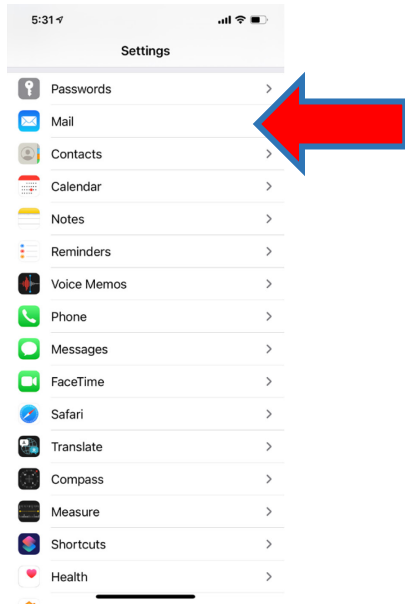 5:31
Settings
Passwords
Mail
Contacts
Calendar
Notes
Reminders
Voice Memos
Phone
Messages
FaceTime
Safari
Translate
Compass
Measure
Shortcuts
Health